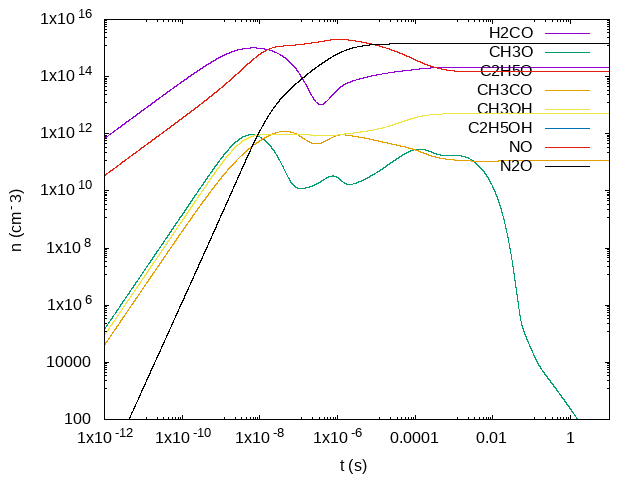 1x10^16
1x10^14
1x10^12
1x10^10
1x10^8
1x10^6
10000
100
n (cm^-3)
H2CO
CH3O
C2H5O
CH3CO
CH3OH
C2H5OH
NO
N2O
1x10^-12 1x10^-10 1x10^-8 1x10^-6 0.0001 0.01 1
t (s)